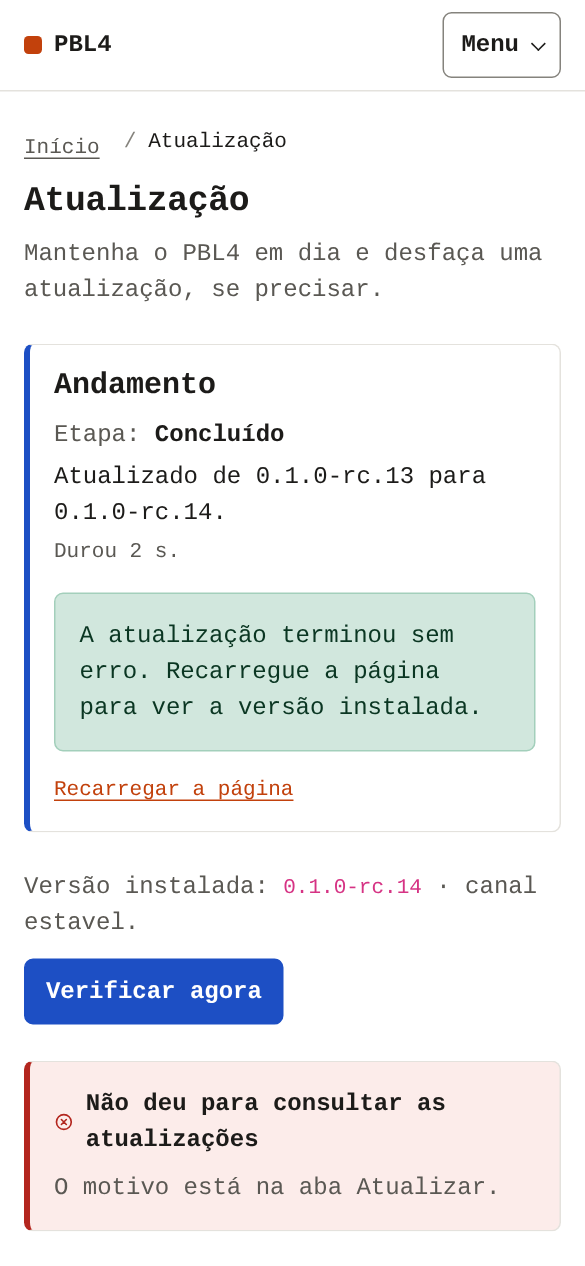 PBL4
Menu
Início / Atualização
Atualização
Mantenha o PBL4 em dia e desfaça uma
atualização, se precisar.
Andamento
Etapa: Concluído
Atualizado de 0.1.0-rc.13 para
0.1.0-rc.14.
Durou 2 s.
A atualização terminou sem
erro. Recarregue a página
para ver a versão instalada.
Recarregar a página
Versão instalada: 0.1.0-rc.14 · canal
estavel.
Verificar agora
Não deu para consultar as
atualizações
O motivo está na aba Atualizar.